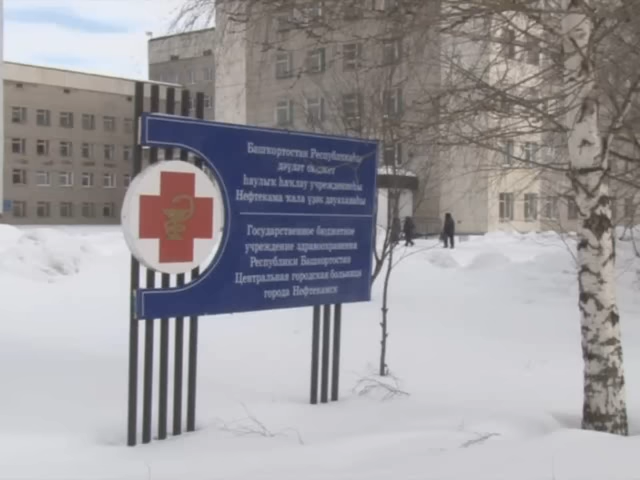 Башҡортостан Республикаһы
дәүләт бюджет
һаулыҡ һаҡлау учреждениеһы
Нефтекама ҡала үҙәк дауаханаһы
Государственное бюджетное
учреждение здравоохранения
Республики Башкортостан
Центральная городская больница
города Нефтекамск